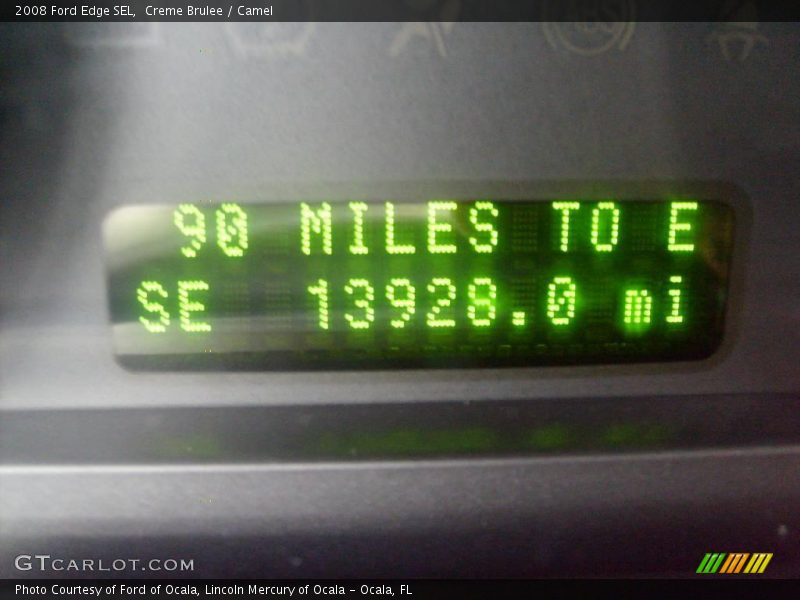 2008 Ford Edge SEL,  Creme Brulee / Camel
90 MILES TO E
SE 13928.0 mi
GTCARLOT.COM
Photo Courtesy of Ford of Ocala, Lincoln Mercury of Ocala - Ocala, FL